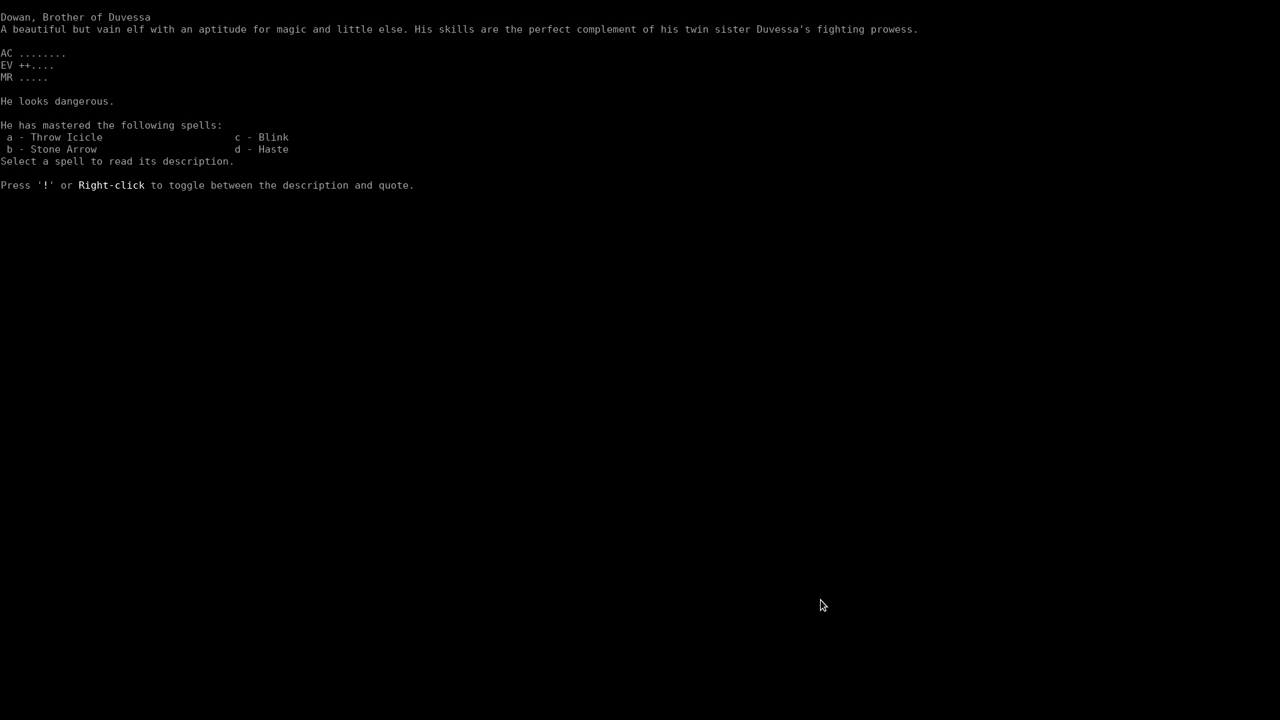 Dowan, Brother of Duvessa
A beautiful but vain elf with an aptitude for magic and little else. His skills are the perfect complement of his twin sister Duvessa's fighting prowess.
AC ........
EV ++....
MR .....
He looks dangerous.
He has mastered the following spells:
a - Throw Icicle                      c - Blink
b - Stone Arrow                       d - Haste
Select a spell to read its description.
Press '!' or Right-click to toggle between the description and quote.